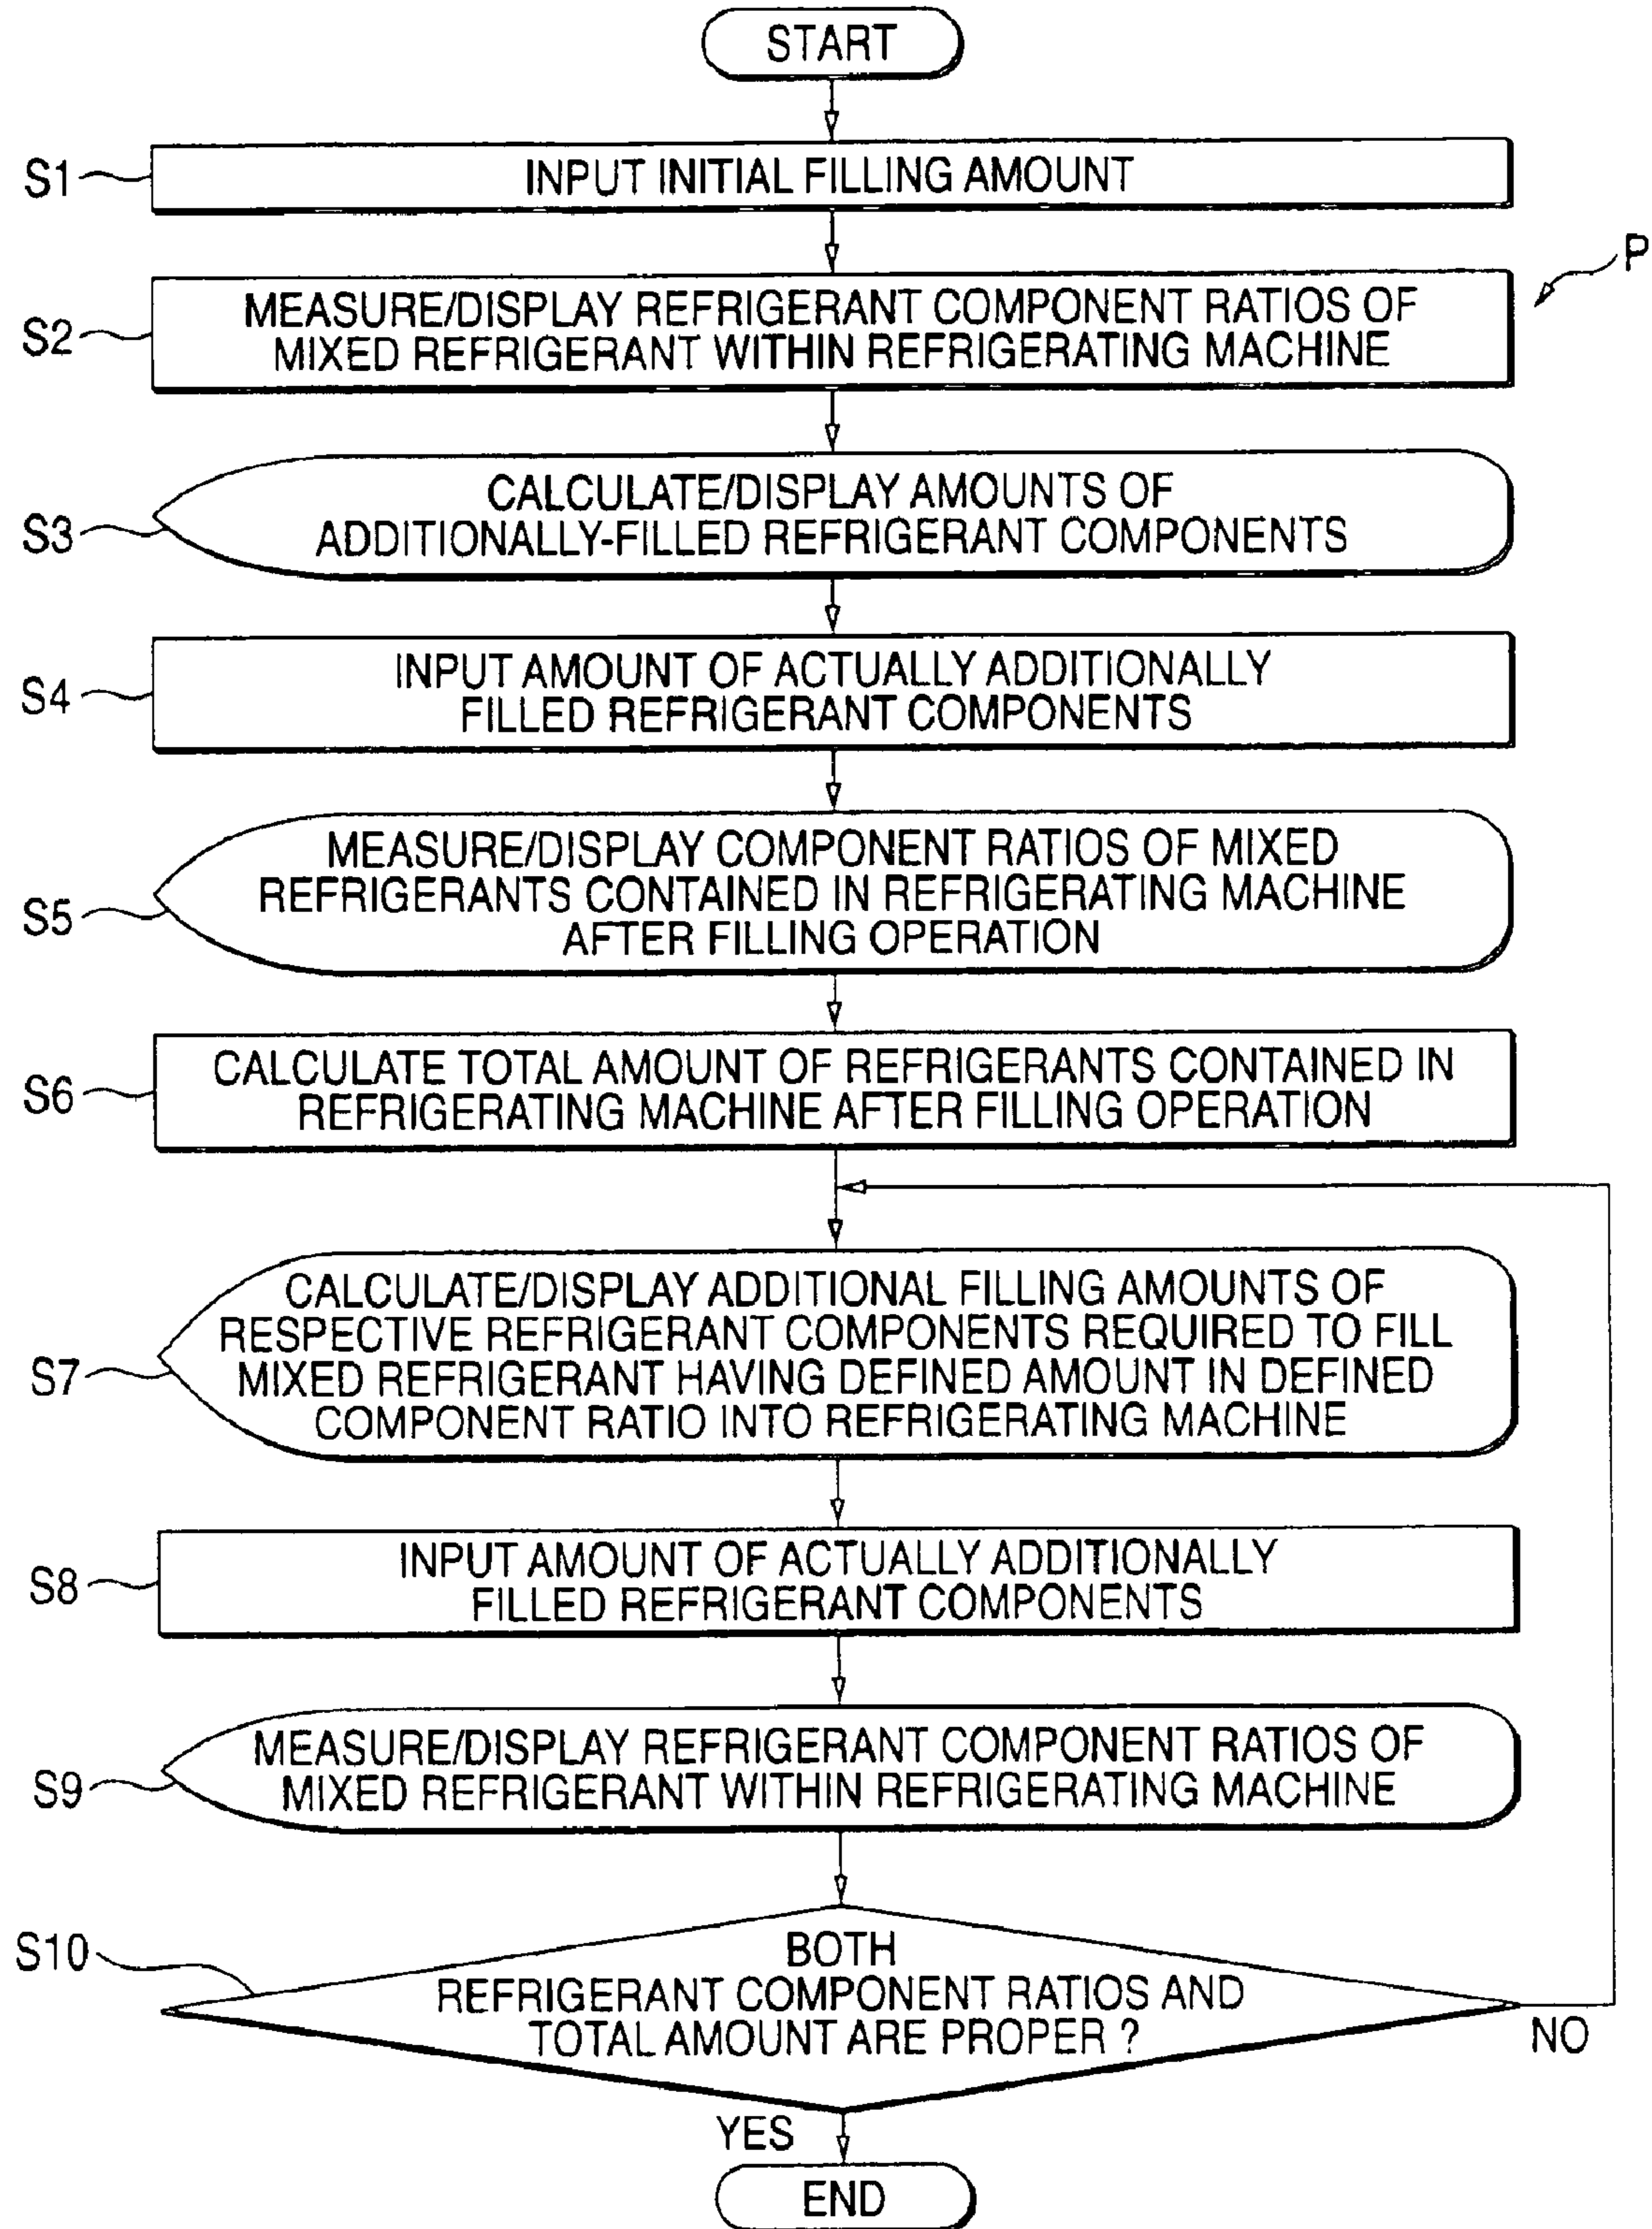 START
S1
INPUT INITIAL FILLING AMOUNT
P
S2
MEASURE/DISPLAY REFRIGERANT COMPONENT RATIOS OF
MIXED REFRIGERANT WITHIN REFRIGERATING MACHINE
S3
CALCULATE/DISPLAY AMOUNTS OF
ADDITIONALLY-FILLED REFRIGERANT COMPONENTS
S4
INPUT AMOUNT OF ACTUALLY ADDITIONALLY
FILLED REFRIGERANT COMPONENTS
S5
MEASURE/DISPLAY COMPONENT RATIOS OF MIXED
REFRIGERANTS CONTAINED IN REFRIGERATING MACHINE
AFTER FILLING OPERATION
S6
CALCULATE TOTAL AMOUNT OF REFRIGERANTS CONTAINED IN
REFRIGERATING MACHINE AFTER FILLING OPERATION
S7
CALCULATE/DISPLAY ADDITIONAL FILLING AMOUNTS OF
RESPECTIVE REFRIGERANT COMPONENTS REQUIRED TO FILL
MIXED REFRIGERANT HAVING DEFINED AMOUNT IN DEFINED
COMPONENT RATIO INTO REFRIGERATING MACHINE
S8
INPUT AMOUNT OF ACTUALLY ADDITIONALLY
FILLED REFRIGERANT COMPONENTS
S9
MEASURE/DISPLAY REFRIGERANT COMPONENT RATIOS OF
MIXED REFRIGERANT WITHIN REFRIGERATING MACHINE
S10
BOTH
REFRIGERANT COMPONENT RATIOS AND
TOTAL AMOUNT ARE PROPER ?
NO
YES
END